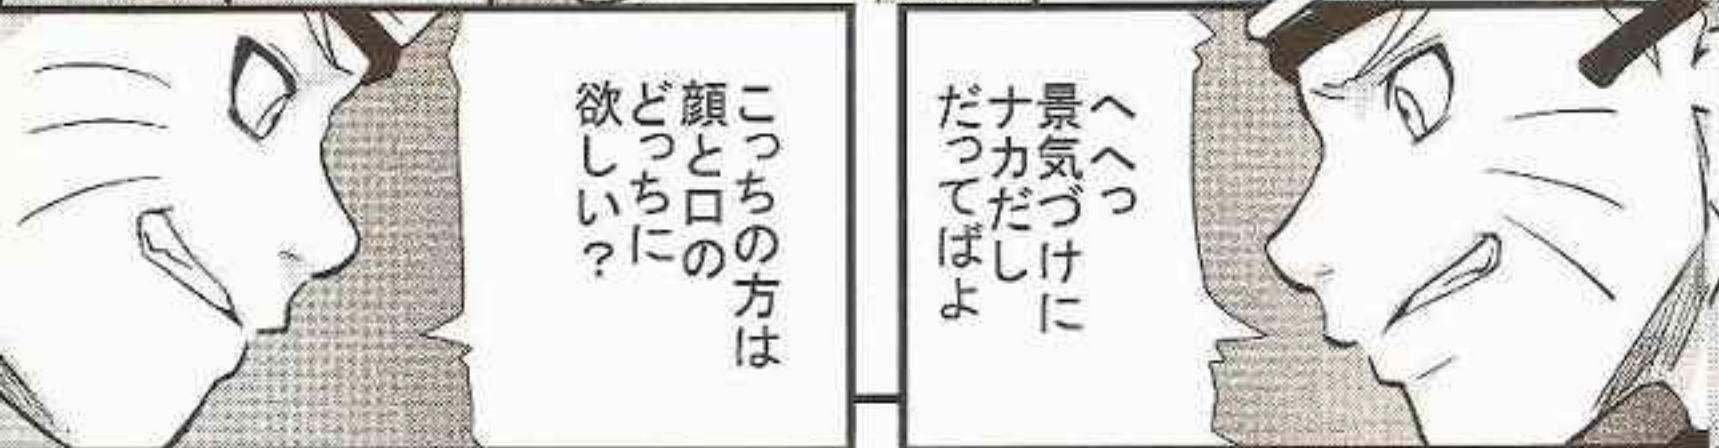 へへっ
景気づけに
ナカだし
だってばよ
こっちの方は
顔と口の
どっちに
欲しい?